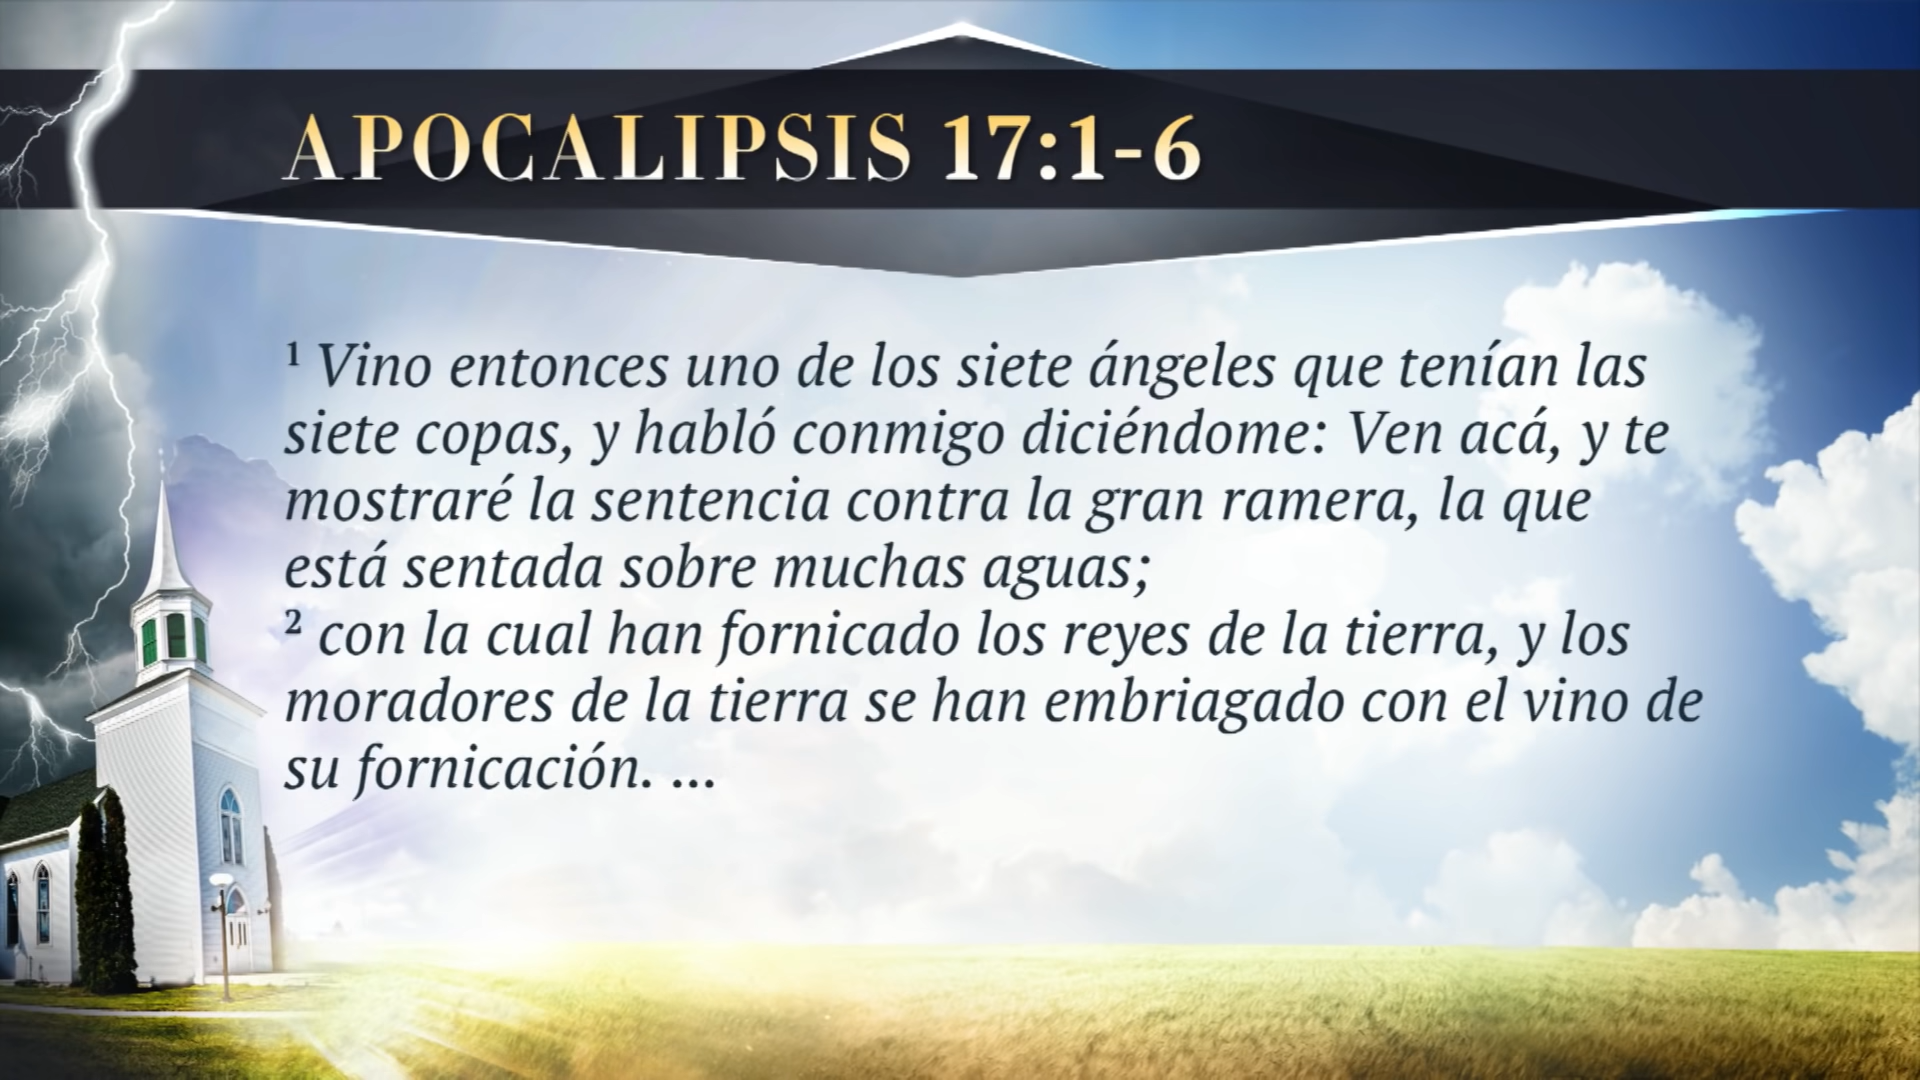 APOCALIPSIS 17:1-6
¹ Vino entonces uno de los siete ángeles que tenían las
siete copas, y habló conmigo diciéndome: Ven acá, y te
mostraré la sentencia contra la gran ramera, la que
está sentada sobre muchas aguas;
² con la cual han fornicado los reyes de la tierra, y los
moradores de la tierra se han embriagado con el vino de
su fornicación. ...